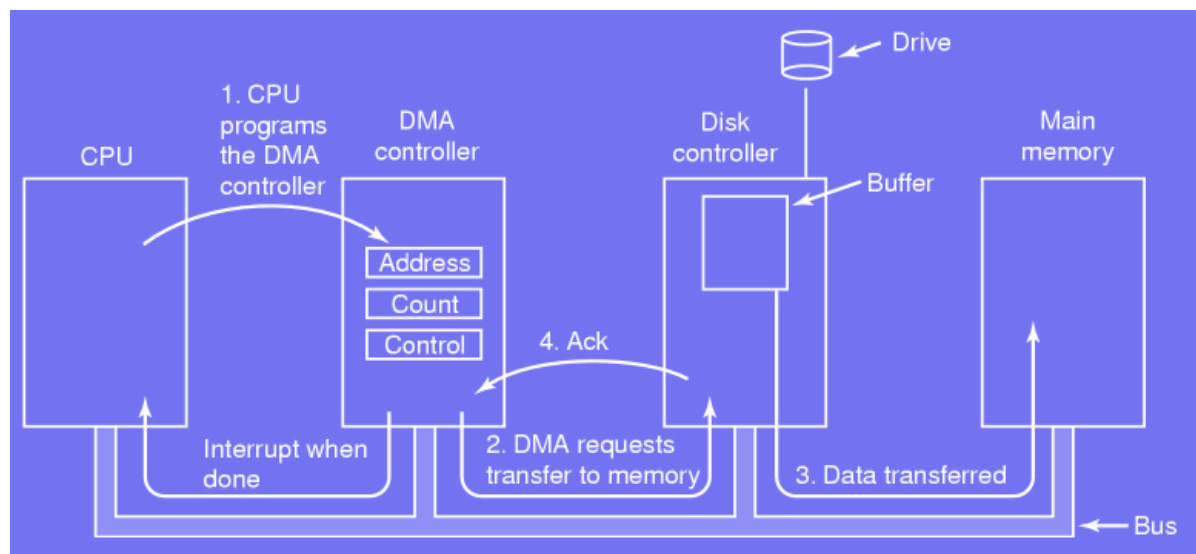 Drive
1. CPU
programs
the DMA
controller
CPU
DMA
controller
Disk
controller
Main
memory
Buffer
Address
Count
Control
4. Ack
Interrupt when
done
2. DMA requests
transfer to memory
3. Data transferred
Bus